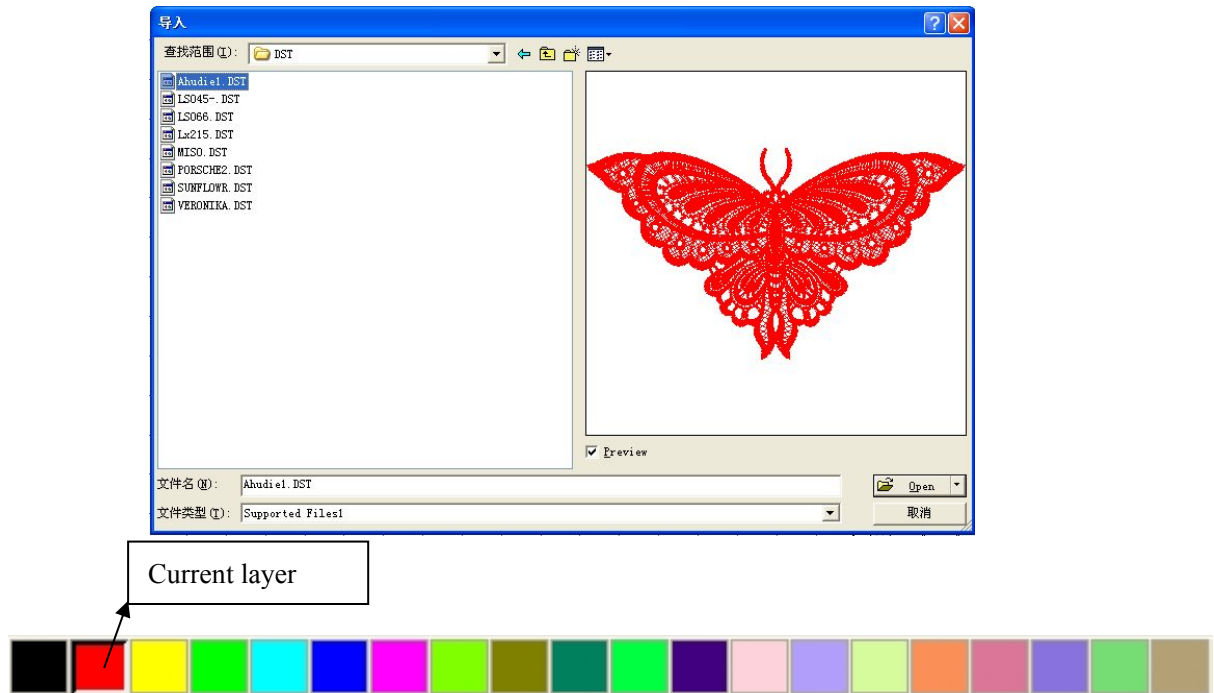 导入
查找范围(I): DST
Ahudie1.DST
LS045-.DST
LS066.DST
Lx215.DST
MISO.DST
PORSCHE2.DST
SUNFLOWR.DST
VERONIKA.DST
Preview
文件名(N): Ahudie1.DST
Open
文件类型(T): Supported Files1
取消
Current layer